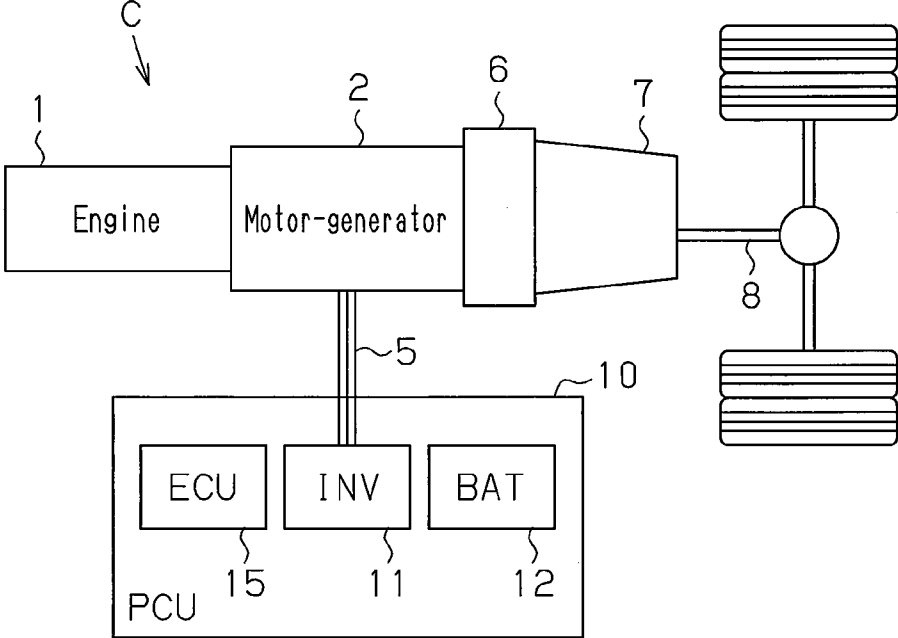 C
1
2
6
7
Engine
Motor-generator
8
5
10
ECU
INV
BAT
15
11
12
PCU